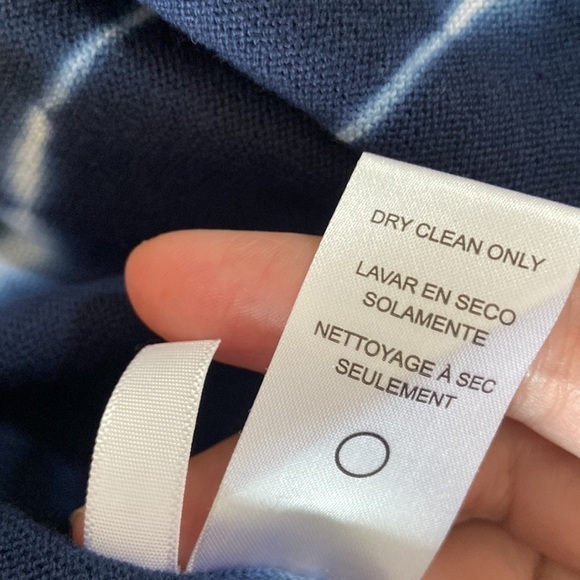 DRY CLEAN ONLY
LAVAR EN SECO
SOLAMENTE
NETTOYAGE À SEC
SEULEMENT